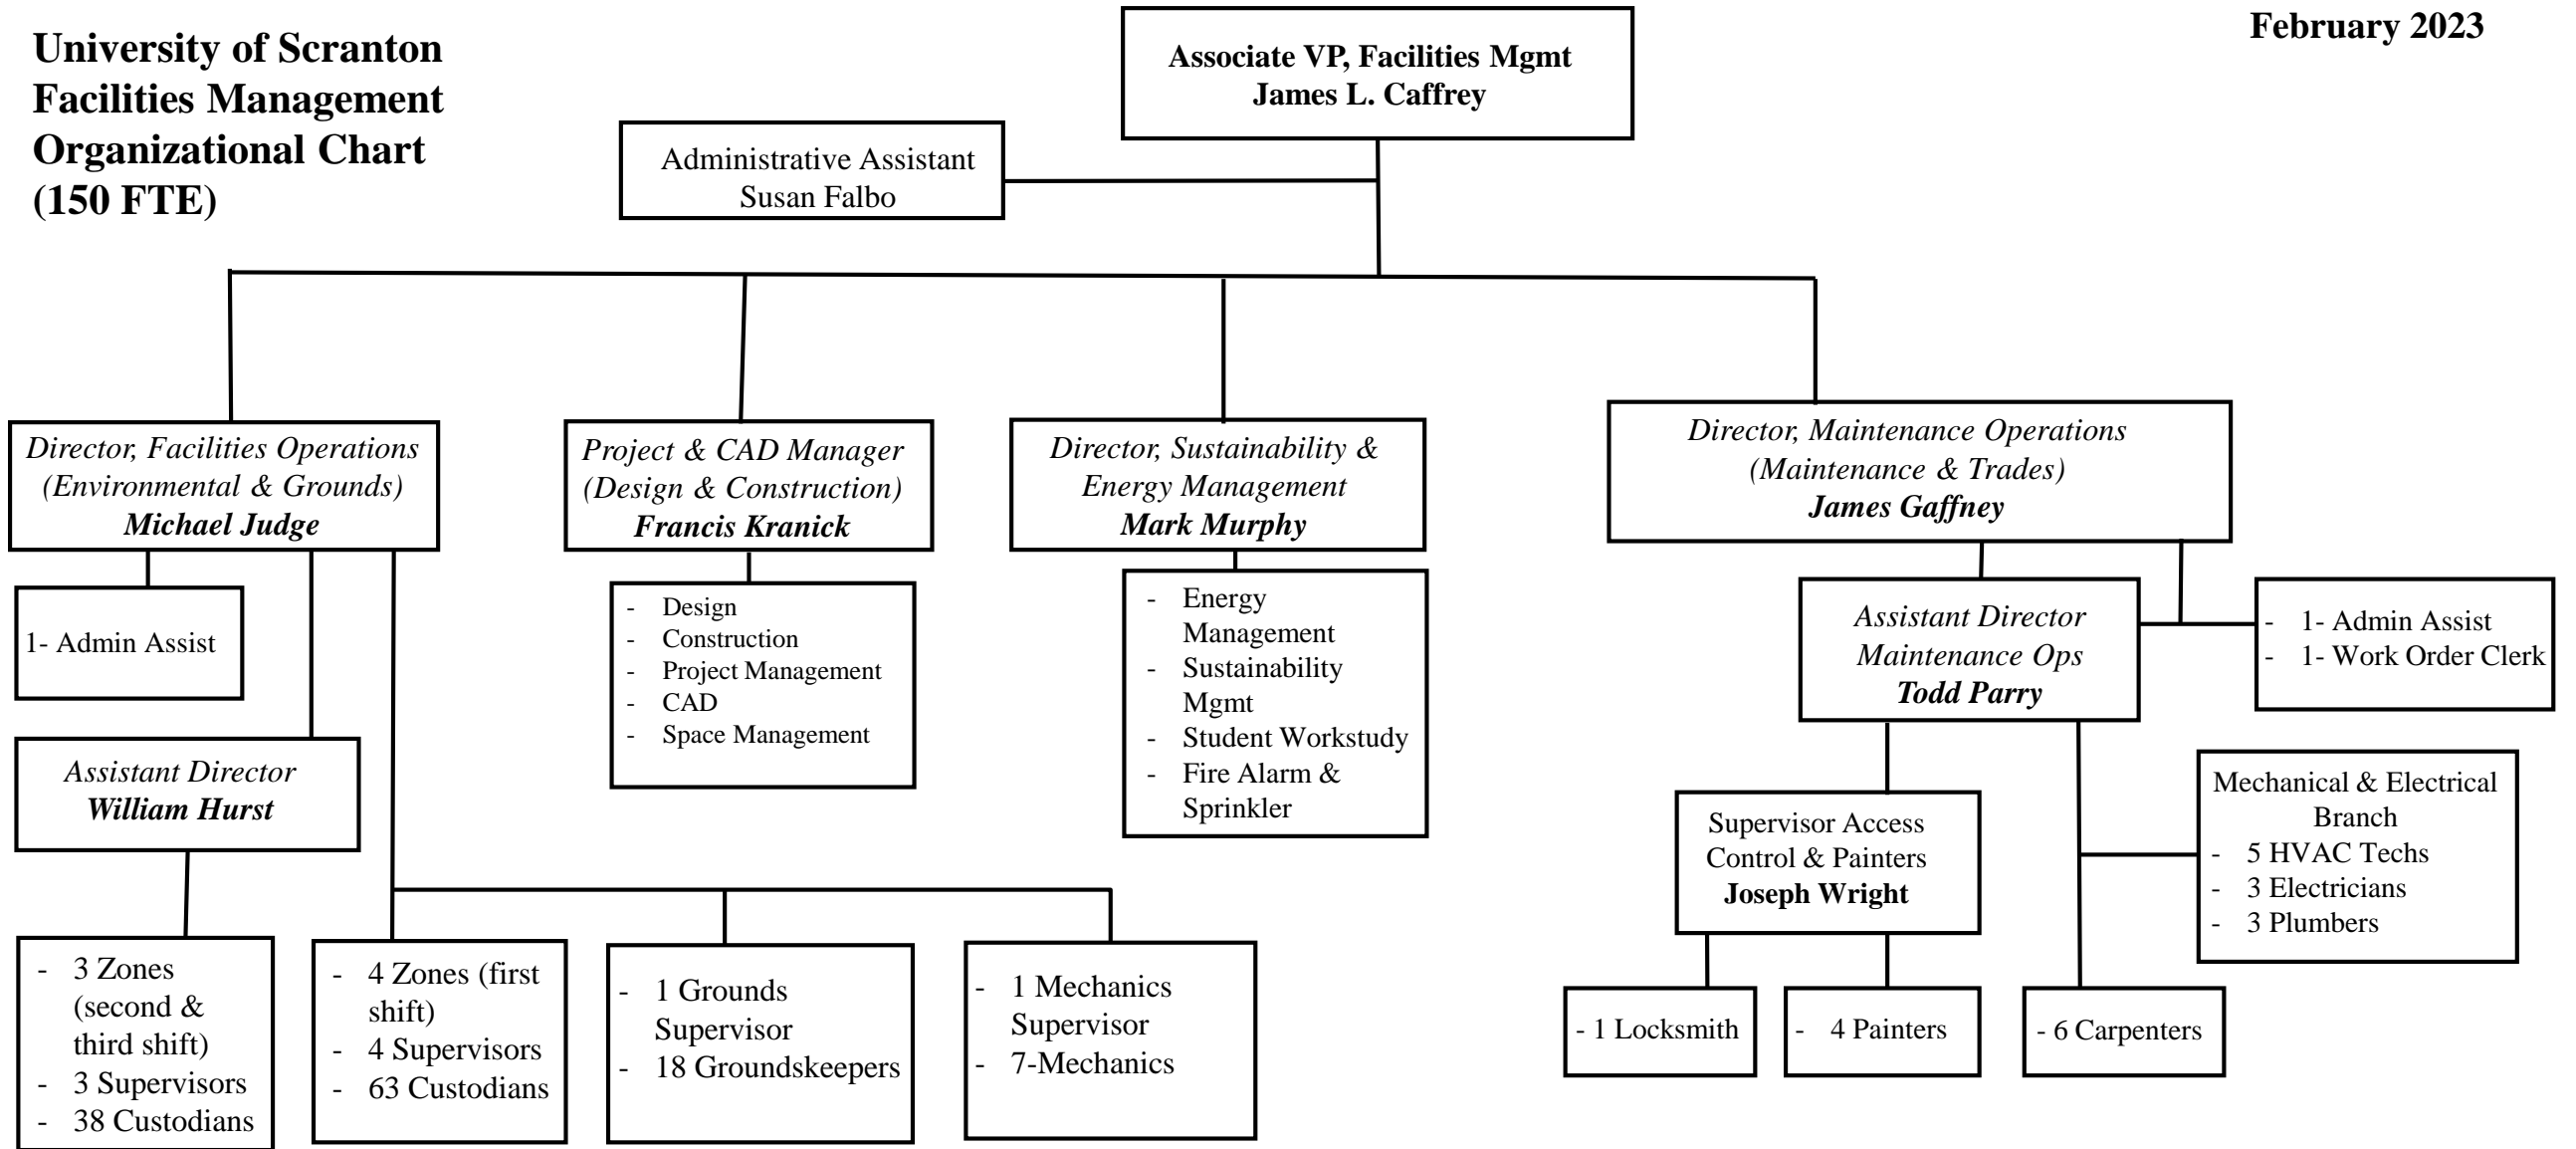 University of Scranton
Facilities Management
Organizational Chart
(150 FTE)
February 2023
Associate VP, Facilities Mgmt
James L. Caffrey
Administrative Assistant
Susan Falbo
Director, Facilities Operations
(Environmental & Grounds)
Michael Judge
Project & CAD Manager
(Design & Construction)
Francis Kranick
Director, Sustainability &
Energy Management
Mark Murphy
Director, Maintenance Operations
(Maintenance & Trades)
James Gaffney
1- Admin Assist
- Design
- Construction
- Project Management
- CAD
- Space Management
- Energy
Management
- Sustainability
Mgmt
- Student Workstudy
- Fire Alarm &
Sprinkler
Assistant Director
Maintenance Ops
Todd Parry
- 1- Admin Assist
- 1- Work Order Clerk
Assistant Director
William Hurst
Supervisor Access
Control & Painters
Joseph Wright
Mechanical & Electrical
Branch
- 5 HVAC Techs
- 3 Electricians
- 3 Plumbers
- 3 Zones
(second &
third shift)
- 3 Supervisors
- 38 Custodians
- 4 Zones (first
shift)
- 4 Supervisors
- 63 Custodians
- 1 Grounds
Supervisor
- 18 Groundskeepers
- 1 Mechanics
Supervisor
- 7-Mechanics
- 1 Locksmith
- 4 Painters
- 6 Carpenters